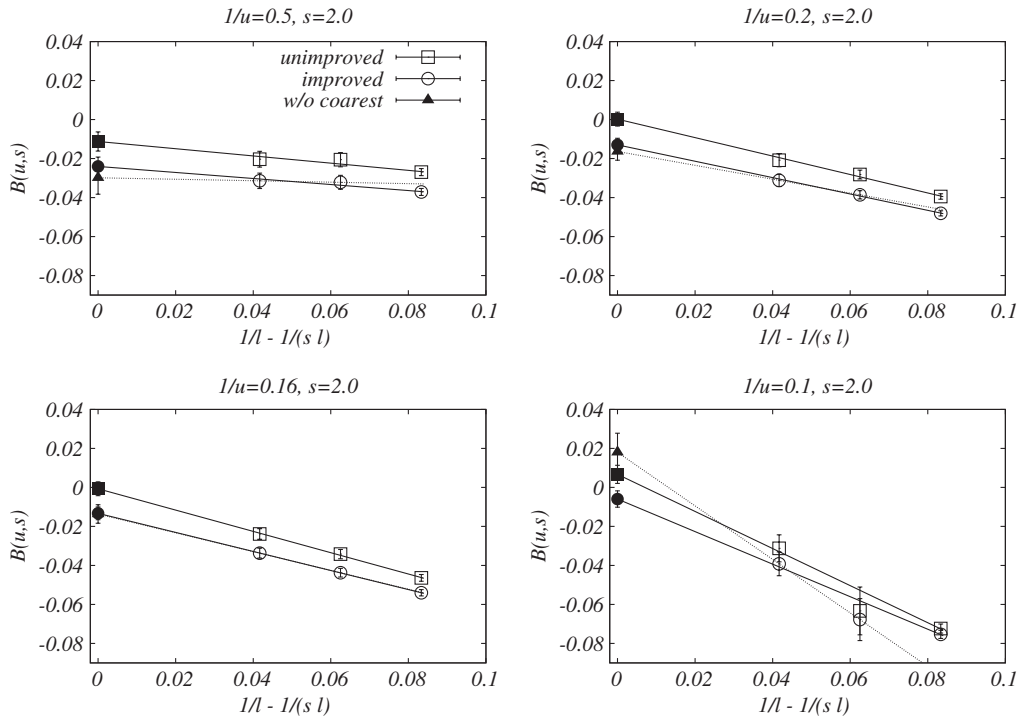 1/u=0.5, s=2.0
0.04
0.02
0
-0.02
-0.04
-0.06
-0.08
B(u,s)
unimproved
improved
w/o coarest
0 0.02 0.04 0.06 0.08 0.1
1/l - 1/(s l)
1/u=0.2, s=2.0
0.04
0.02
0
-0.02
-0.04
-0.06
-0.08
B(u,s)
0 0.02 0.04 0.06 0.08 0.1
1/l - 1/(s l)
1/u=0.16, s=2.0
0.04
0.02
0
-0.02
-0.04
-0.06
-0.08
B(u,s)
0 0.02 0.04 0.06 0.08 0.1
1/l - 1/(s l)
1/u=0.1, s=2.0
0.04
0.02
0
-0.02
-0.04
-0.06
-0.08
B(u,s)
0 0.02 0.04 0.06 0.08 0.1
1/l - 1/(s l)